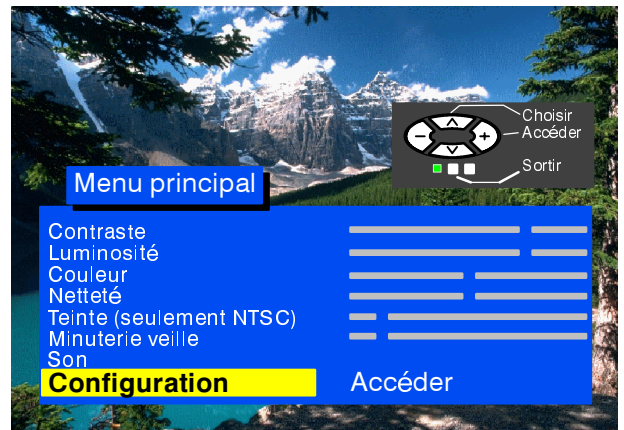 Choisir
Accéder
Sortir
Menu principal
Contraste
Luminosité
Couleur
Netteté
Teinte (seulement NTSC)
Minuterie veille
Son
Configuration Accéder